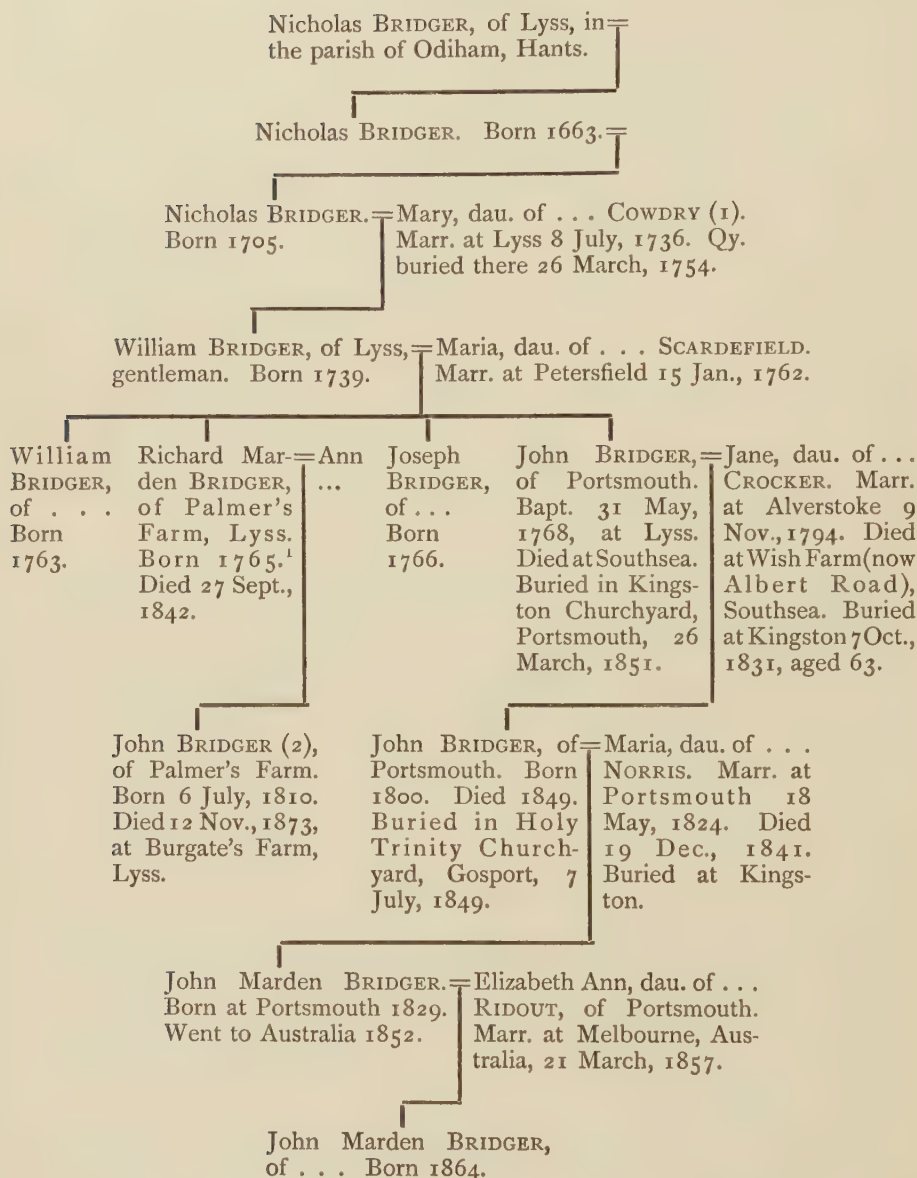 Nicholas BRIDGER, of Lyss, in=
the parish of Odiham, Hants.
Nicholas BRIDGER. Born 1663.=
Nicholas BRIDGER.=
Born 1705.
Mary, dau. of . . . COWDRY (1).
Marr. at Lyss 8 July, 1736. Qy.
buried there 26 March, 1754.
William BRIDGER, of Lyss,=
gentleman. Born 1739.
Maria, dau. of . . . SCARDEFIELD.
Marr. at Petersfield 15 Jan., 1762.
William
BRIDGER,
of . . .
Born
1763.
Richard Mar-=
den BRIDGER,
of Palmer's
Farm, Lyss.
Born 1765.¹
Died 27 Sept.,
1842.
Ann
...
Joseph
BRIDGER,
of . . .
Born
1766.
John BRIDGER,=
of Portsmouth.
Bapt. 31 May,
1768, at Lyss.
Died at Southsea.
Buried in Kings-
ton Churchyard,
Portsmouth, 26
March, 1851.
Jane, dau. of . . .
CROCKER. Marr.
at Alverstoke 9
Nov., 1794. Died
at Wish Farm (now
Albert Road),
Southsea. Buried
at Kingston 7 Oct.,
1831, aged 63.
John BRIDGER (2),
of Palmer's Farm.
Born 6 July, 1810.
Died 12 Nov., 1873,
at Burgate's Farm,
Lyss.
John BRIDGER, of=
Portsmouth. Born
1800. Died 1849.
Buried in Holy
Trinity Church-
yard, Gosport, 7
July, 1849.
Maria, dau. of . . .
NORRIS. Marr. at
Portsmouth 18
May, 1824. Died
19 Dec., 1841.
Buried at Kings-
ton.
John Marden BRIDGER.=
Born at Portsmouth 1829.
Went to Australia 1852.
Elizabeth Ann, dau. of . . .
RIDOUT, of Portsmouth.
Marr. at Melbourne, Aus-
tralia, 21 March, 1857.
John Marden BRIDGER,
of . . . Born 1864.